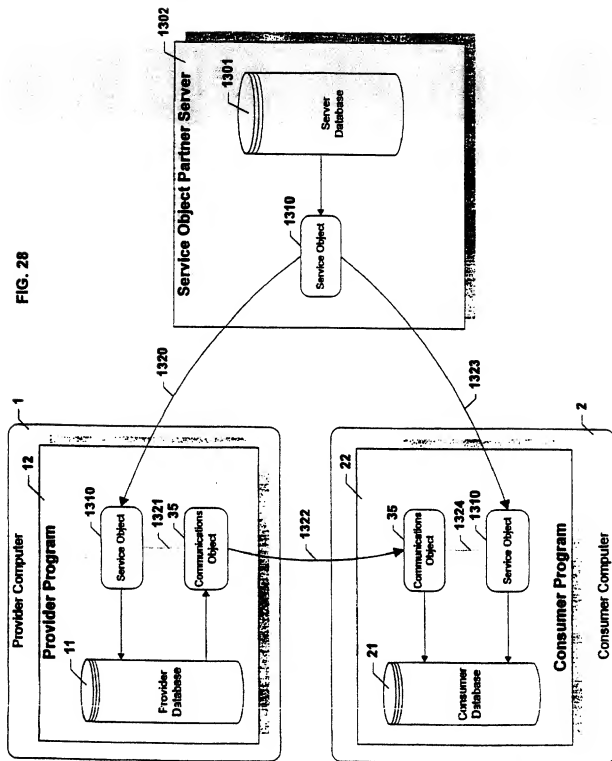 FIG. 28
Provider Computer
1
12
Provider Program
11
Provider
Database
1310
Service Object
1321
35
Communications
Object
1320
1322
1302
Service Object Partner Server
1301
Server
Database
1310
Service Object
1323
2
22
35
Communications
Object
1324
1310
Service Object
21
Consumer
Database
Consumer Program
Consumer Computer